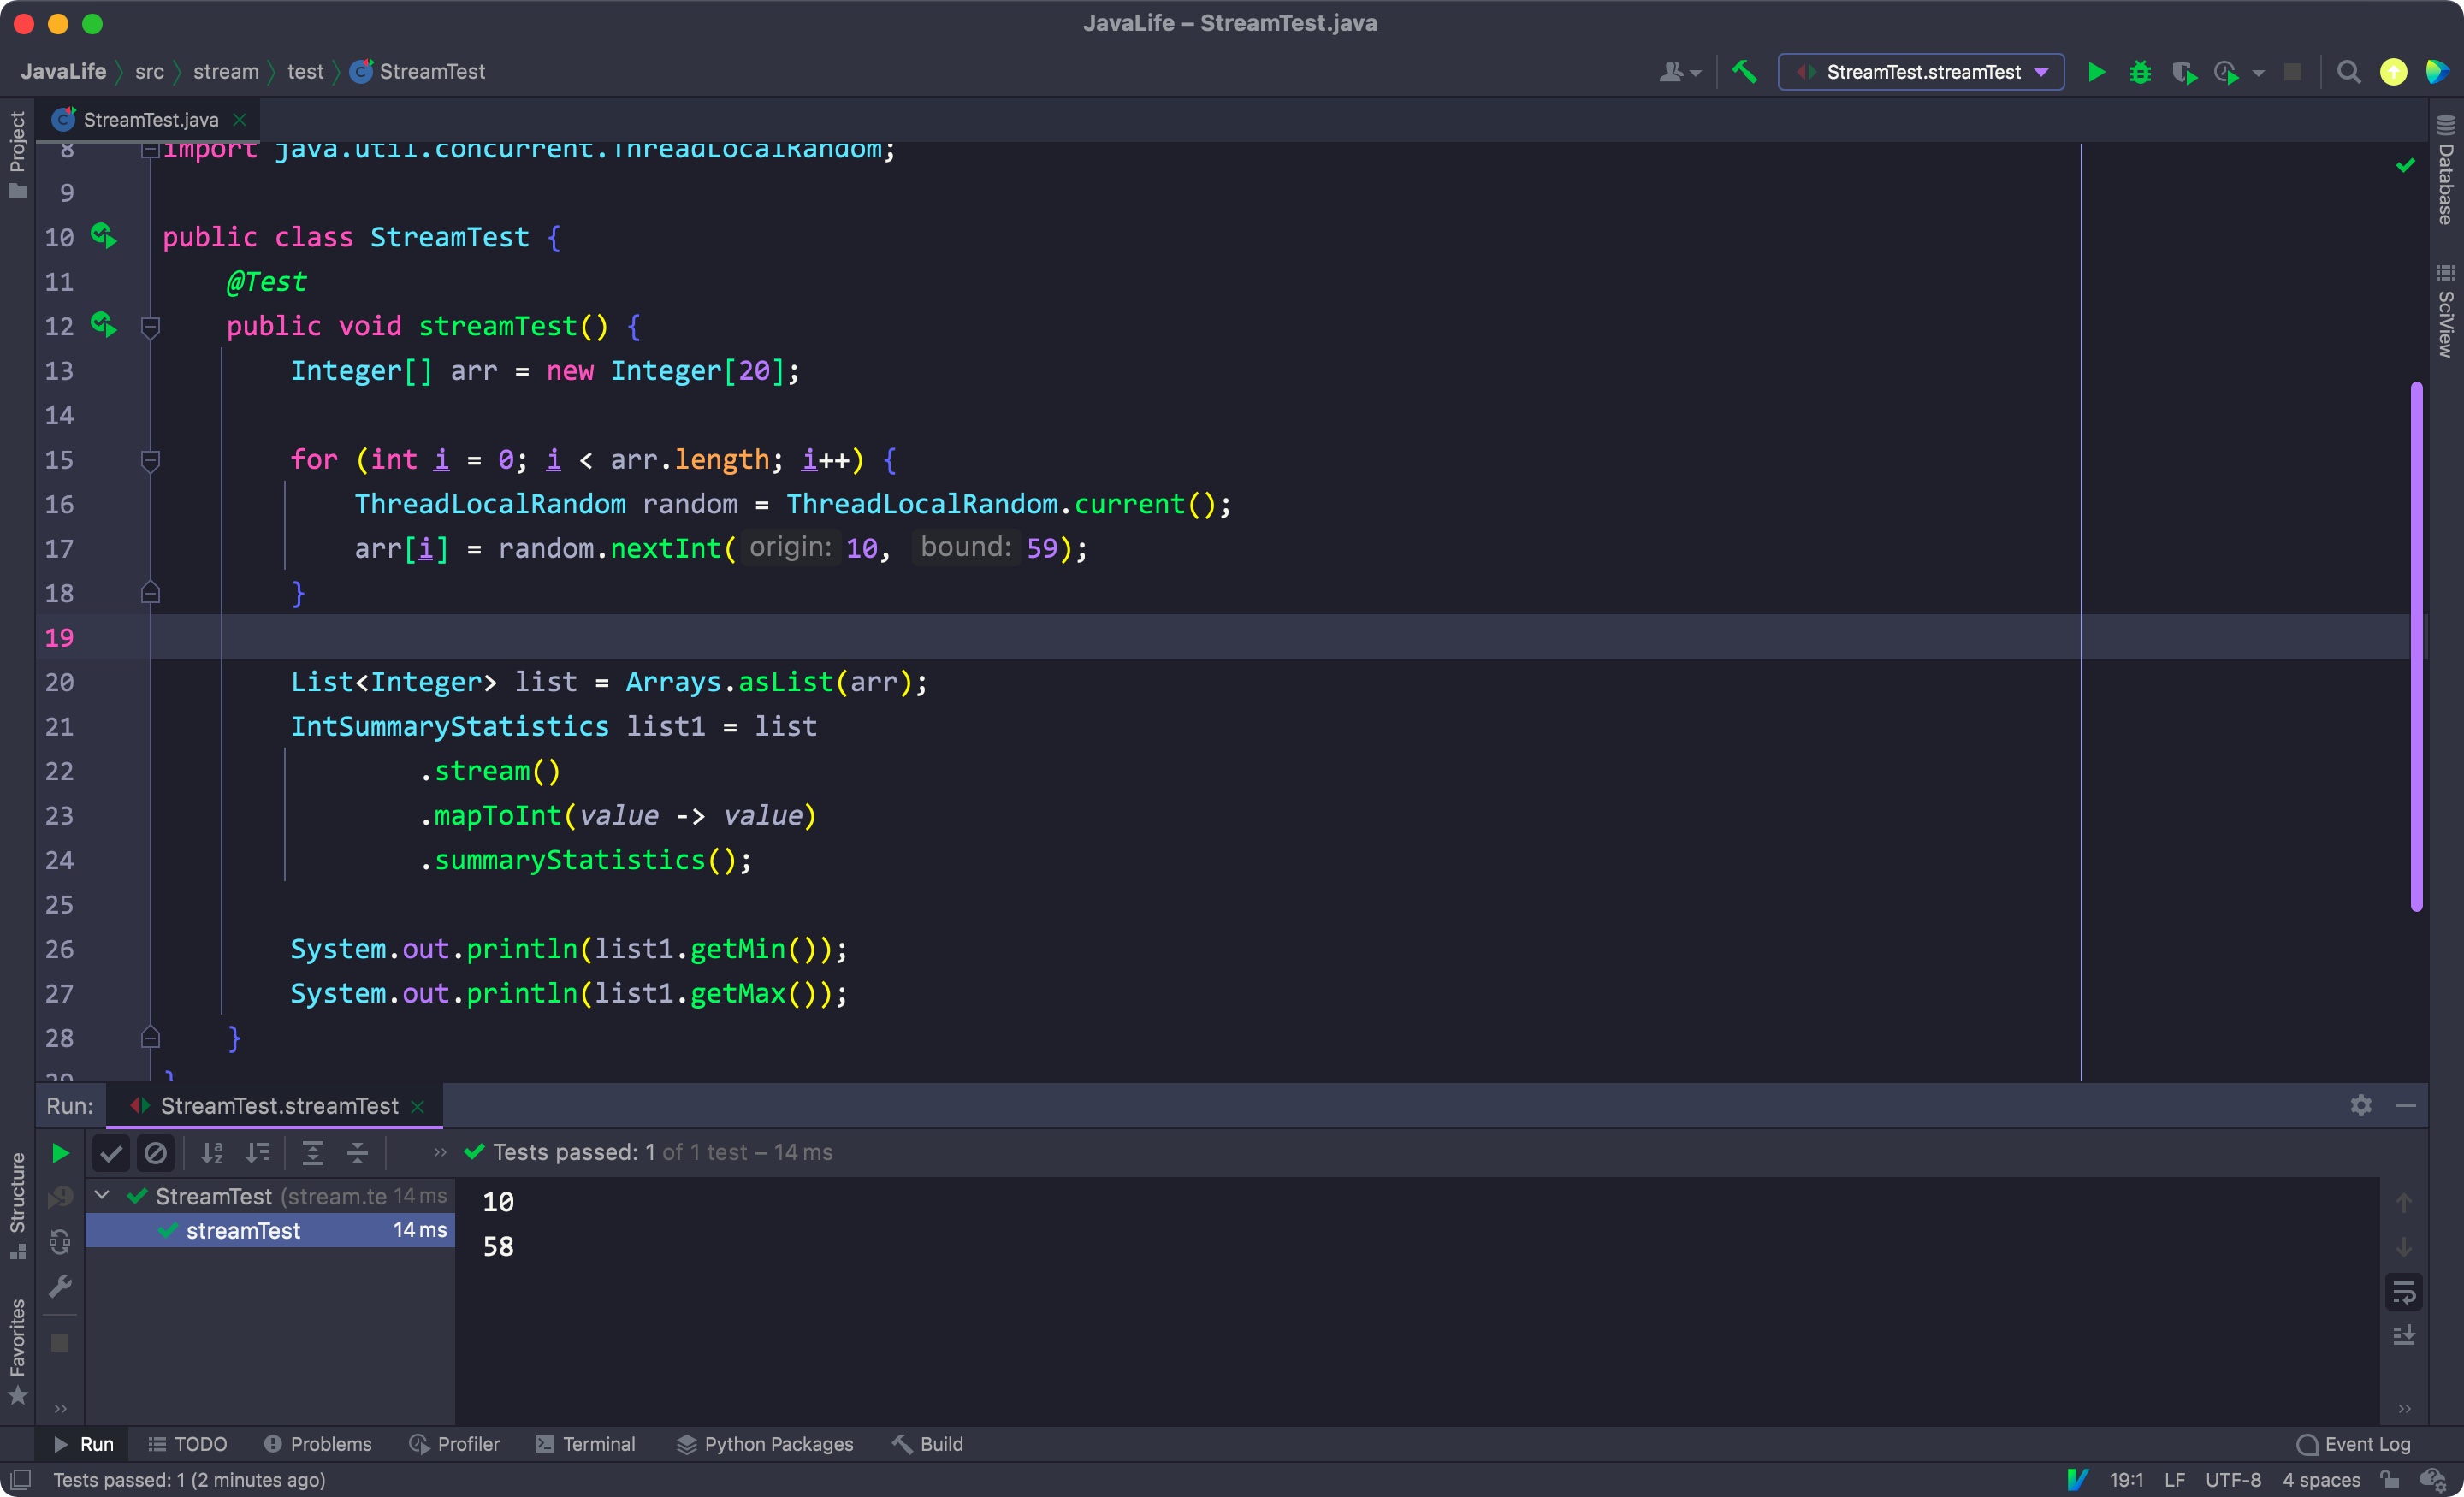 JavaLife – StreamTest.java
JavaLife src stream test StreamTest
StreamTest.streamTest
Project
StreamTest.java
Database
SciView
8 import java.util.concurrent.ThreadLocalRandom;
9
10 public class StreamTest {
11 @Test
12 public void streamTest() {
13 Integer[] arr = new Integer[20];
14
15 for (int i = 0; i < arr.length; i++) {
16 ThreadLocalRandom random = ThreadLocalRandom.current();
17 arr[i] = random.nextInt( origin: 10, bound: 59);
18 }
19
20 List<Integer> list = Arrays.asList(arr);
21 IntSummaryStatistics list1 = list
22 .stream()
23 .mapToInt(value -> value)
24 .summaryStatistics();
25
26 System.out.println(list1.getMin());
27 System.out.println(list1.getMax());
28 }
29 }
Run: StreamTest.streamTest
Tests passed: 1 of 1 test – 14 ms
StreamTest (stream.te 14 ms
streamTest 14 ms
10
58
Structure
Favorites
Run TODO Problems Profiler Terminal Python Packages Build Event Log
Tests passed: 1 (2 minutes ago) 19:1 LF UTF-8 4 spaces